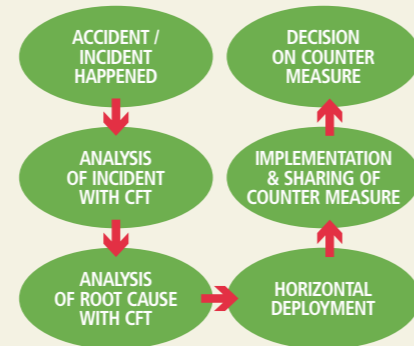 ACCIDENT /
INCIDENT
HAPPENED
ANALYSIS
OF INCIDENT
WITH CFT
ANALYSIS
OF ROOT CAUSE
WITH CFT
HORIZONTAL
DEPLOYMENT
IMPLEMENTATION
& SHARING OF
COUNTER MEASURE
DECISION
ON COUNTER
MEASURE